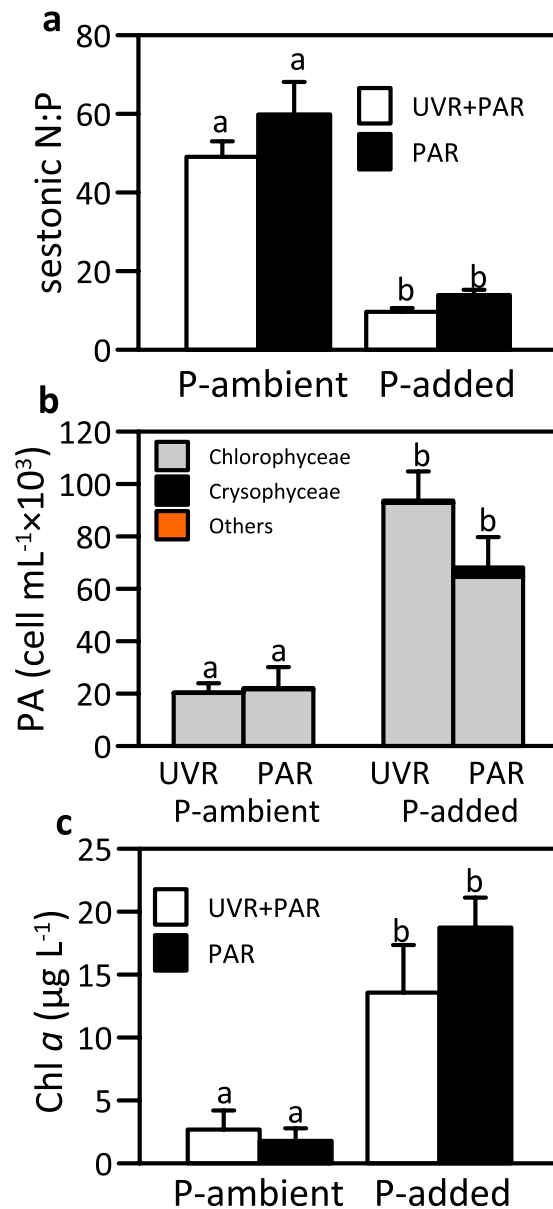 a
80
60
40
20
0
sestonic N:P
a
a
b
b
UVR+PAR
PAR
P-ambient P-added
b
120
100
80
60
40
20
0
PA (cell mL⁻¹×10³)
Chlorophyceae
Crysophyceae
Others
a
a
b
b
UVR PAR UVR PAR
P-ambient P-added
c
25
20
15
10
5
0
Chl a (µg L⁻¹)
UVR+PAR
PAR
a
a
b
b
P-ambient P-added